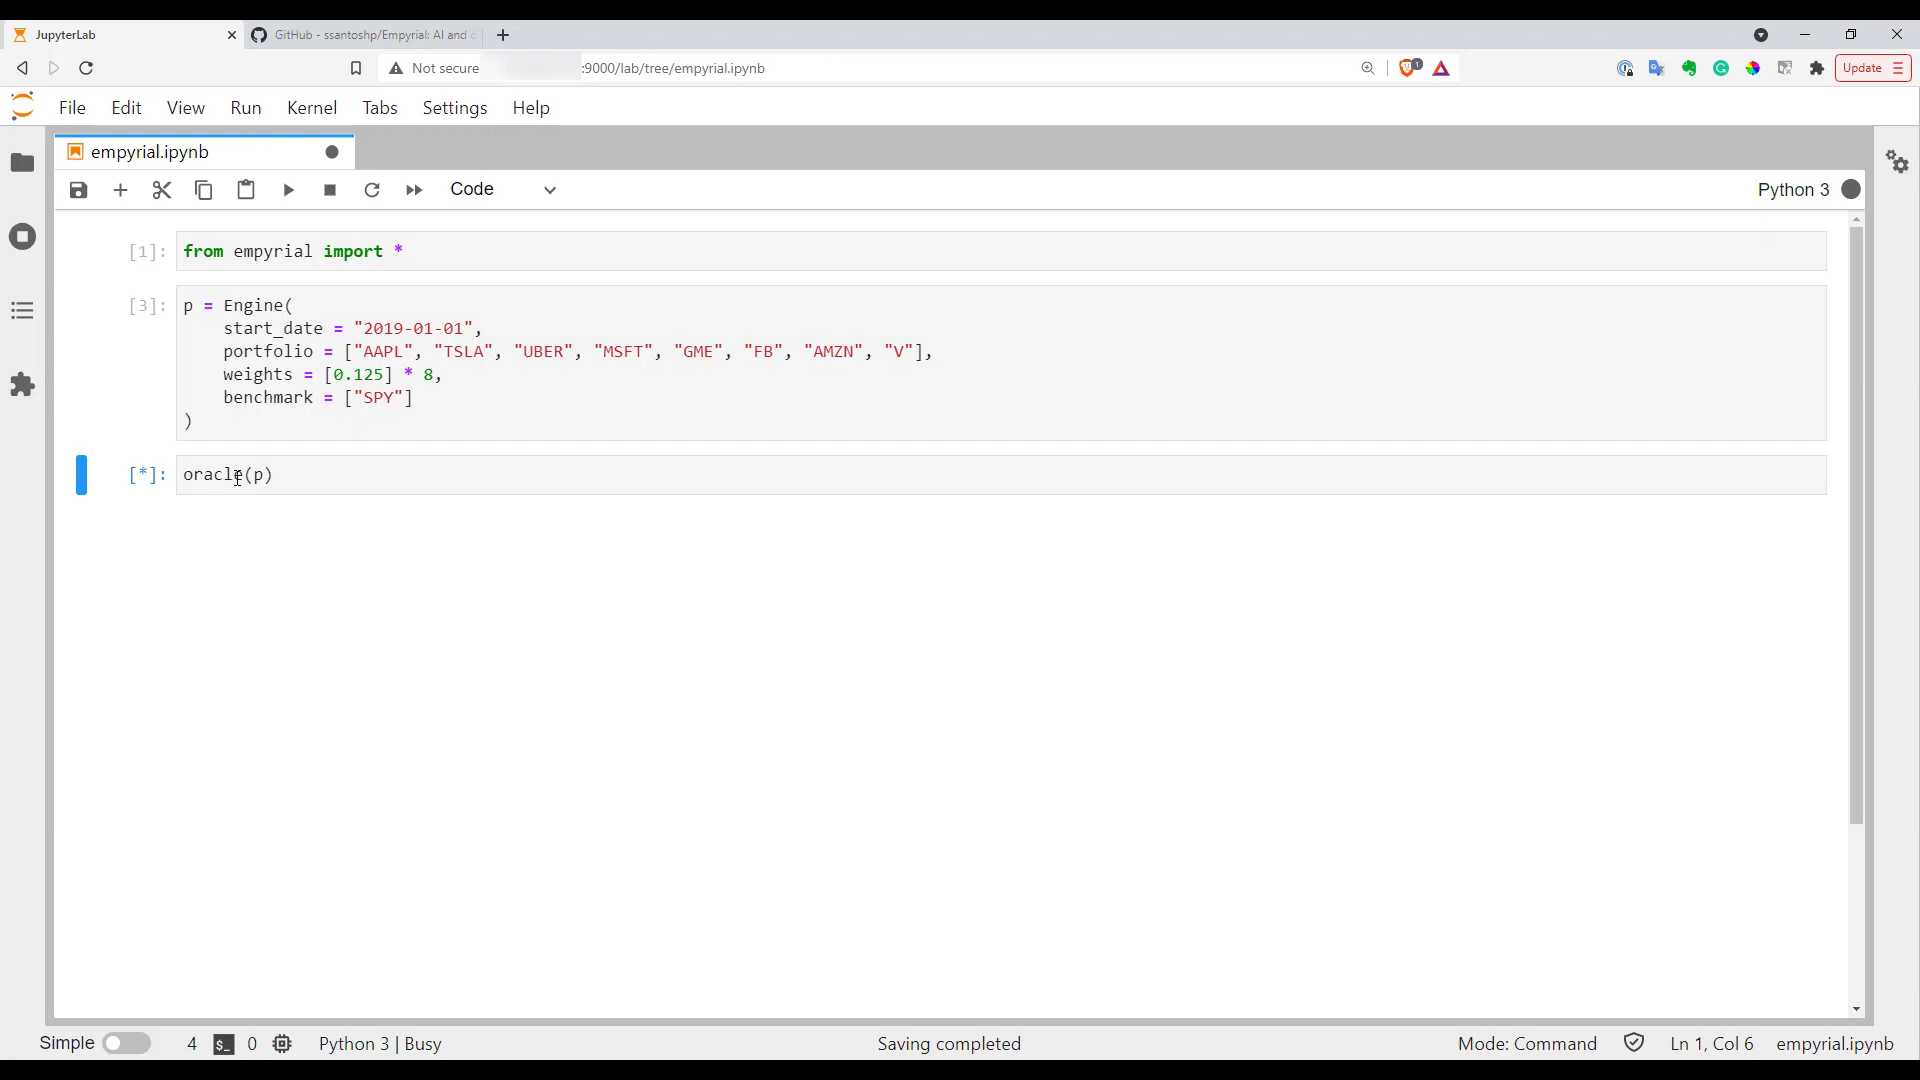 JupyterLab
GitHub - ssantoshp/Empyrial: AI and
Not secure :9000/lab/tree/empyrial.ipynb
1
Update
File Edit View Run Kernel Tabs Settings Help
empyrial.ipynb
Code
Python 3
[1]: from empyrial import *
[3]: p = Engine(
start_date = "2019-01-01",
portfolio = ["AAPL", "TSLA", "UBER", "MSFT", "GME", "FB", "AMZN", "V"],
weights = [0.125] * 8,
benchmark = ["SPY"]
)
[*]: oracle(p)
Simple 4 $_ 0 Python 3 | Busy Saving completed Mode: Command Ln 1, Col 6 empyrial.ipynb